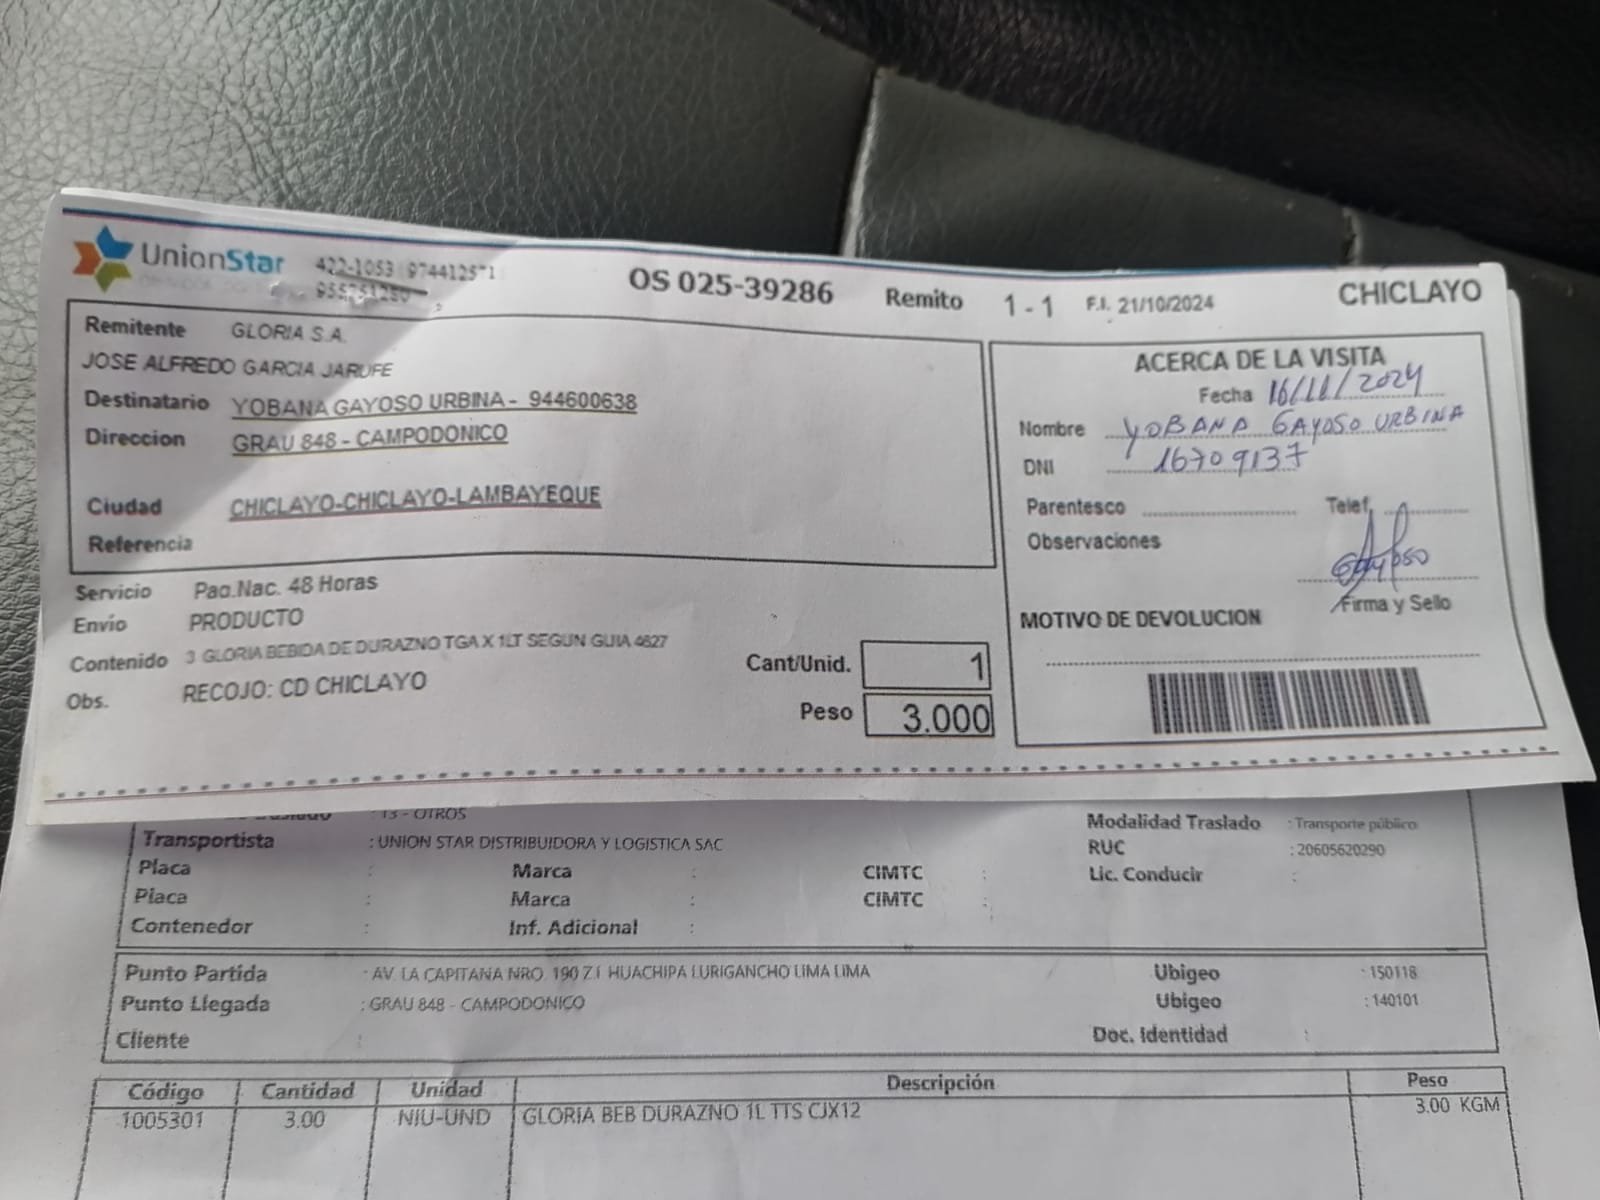 UnionStar 422-1053 974412571 OS 025-39286 Remito 1 - 1 F.I. 21/10/2024 CHICLAYO
955751280
Remitente GLORIA S.A.
JOSE ALFREDO GARCIA JARUFE
Destinatario YOBANA GAYOSO URBINA - 944600638
Direccion GRAU 848 - CAMPODONICO
Ciudad CHICLAYO-CHICLAYO-LAMBAYEQUE
Referencia
ACERCA DE LA VISITA
Fecha 16/11/2024
Nombre YOBANA GAYOSO URBINA
DNI 16709137
Parentesco Telef.
Observaciones
Gayoso
Firma y Sello
MOTIVO DE DEVOLUCION
Servicio Paq.Nac. 48 Horas
Envío PRODUCTO
Contenido 3 GLORIA BEBIDA DE DURAZNO TGA X 1LT SEGUN GUIA 4627
Obs. RECOJO: CD CHICLAYO
Cant/Unid. 1
Peso 3.000
: 13 - OTROS Modalidad Traslado : Transporte público
Transportista : UNION STAR DISTRIBUIDORA Y LOGISTICA SAC RUC : 20605620290
Placa : Marca : CIMTC : Lic. Conducir :
Placa : Marca : CIMTC :
Contenedor : Inf. Adicional :
Punto Partida : AV. LA CAPITANA NRO. 190 Z.I HUACHIPA LURIGANCHO LIMA LIMA Ubigeo : 150118
Punto Llegada : GRAU 848 - CAMPODONICO Ubigeo : 140101
Cliente : Doc. Identidad :
Código Cantidad Unidad Descripción Peso
1005301 3.00 NIU-UND GLORIA BEB DURAZNO 1L TTS CJX12 3.00 KGM